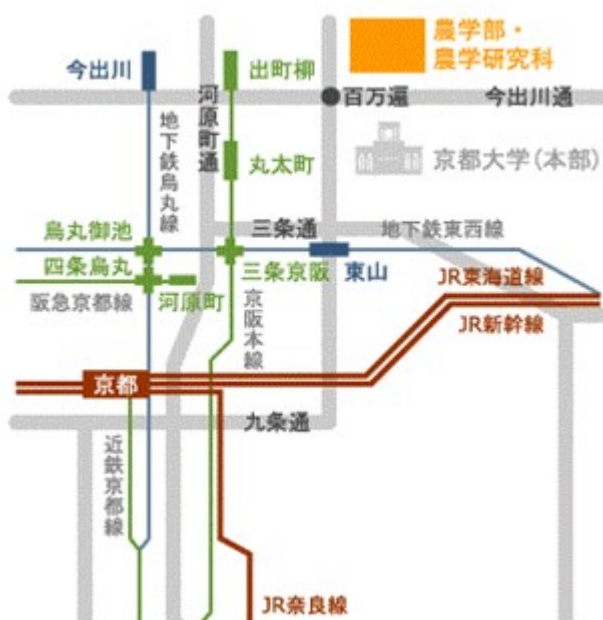 農学部・
農学研究科
今出川
出町柳
河原町通
百万遍
今出川通
地下鉄烏丸線
丸太町
京都大学(本部)
烏丸御池
三条通
地下鉄東西線
四条烏丸
三条京阪
東山
阪急京都線
河原町
京阪本線
JR東海道線
JR新幹線
京都
九条通
近鉄京都線
JR奈良線